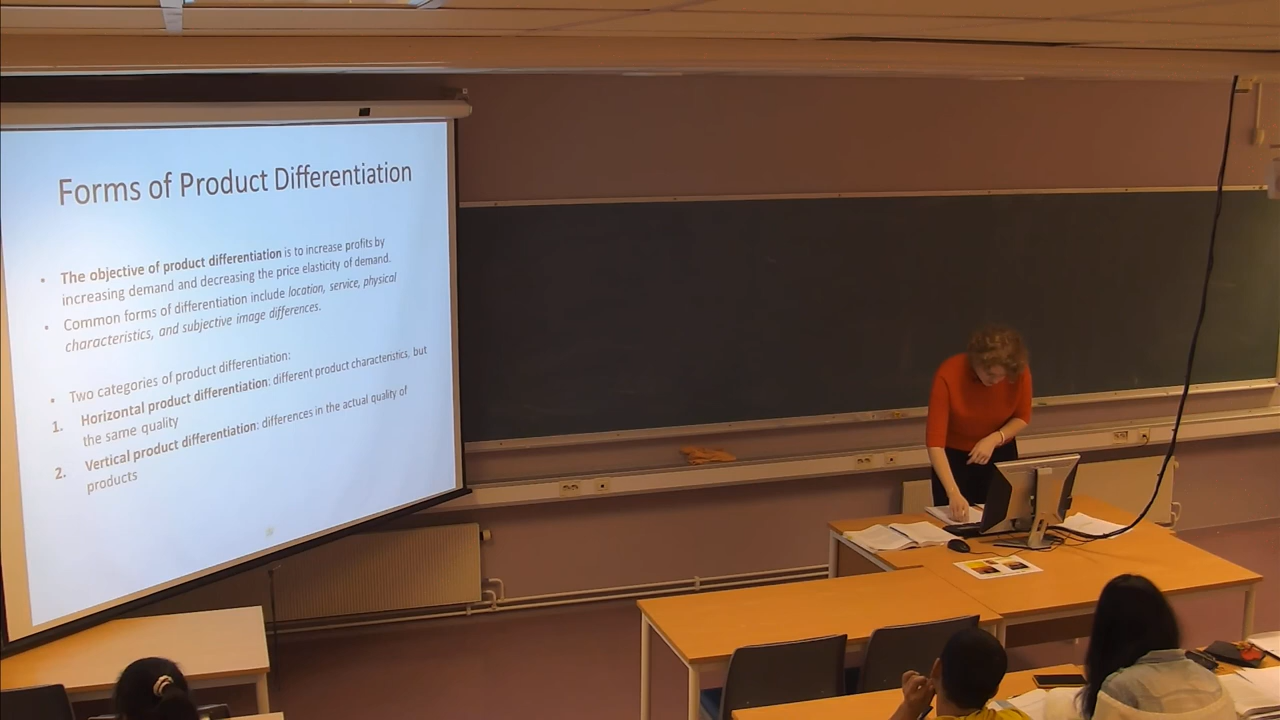 Forms of Product Differentiation
• The objective of product differentiation is to increase profits by
increasing demand and decreasing the price elasticity of demand.
• Common forms of differentiation include location, service, physical
characteristics, and subjective image differences.
• Two categories of product differentiation:
1. Horizontal product differentiation: different product characteristics, but
the same quality
2. Vertical product differentiation: differences in the actual quality of
products